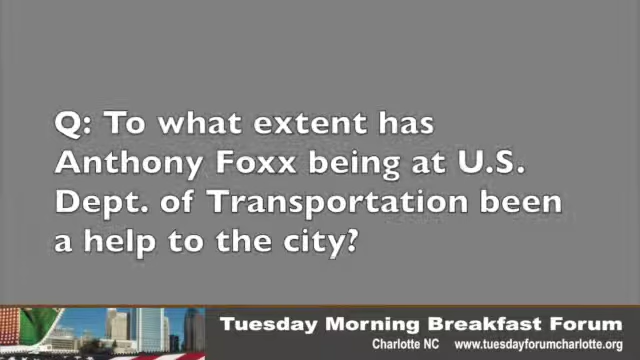 Q: To what extent has
Anthony Foxx being at U.S.
Dept. of Transportation been
a help to the city?
Tuesday Morning Breakfast Forum
Charlotte NC www.tuesdayforumcharlotte.org